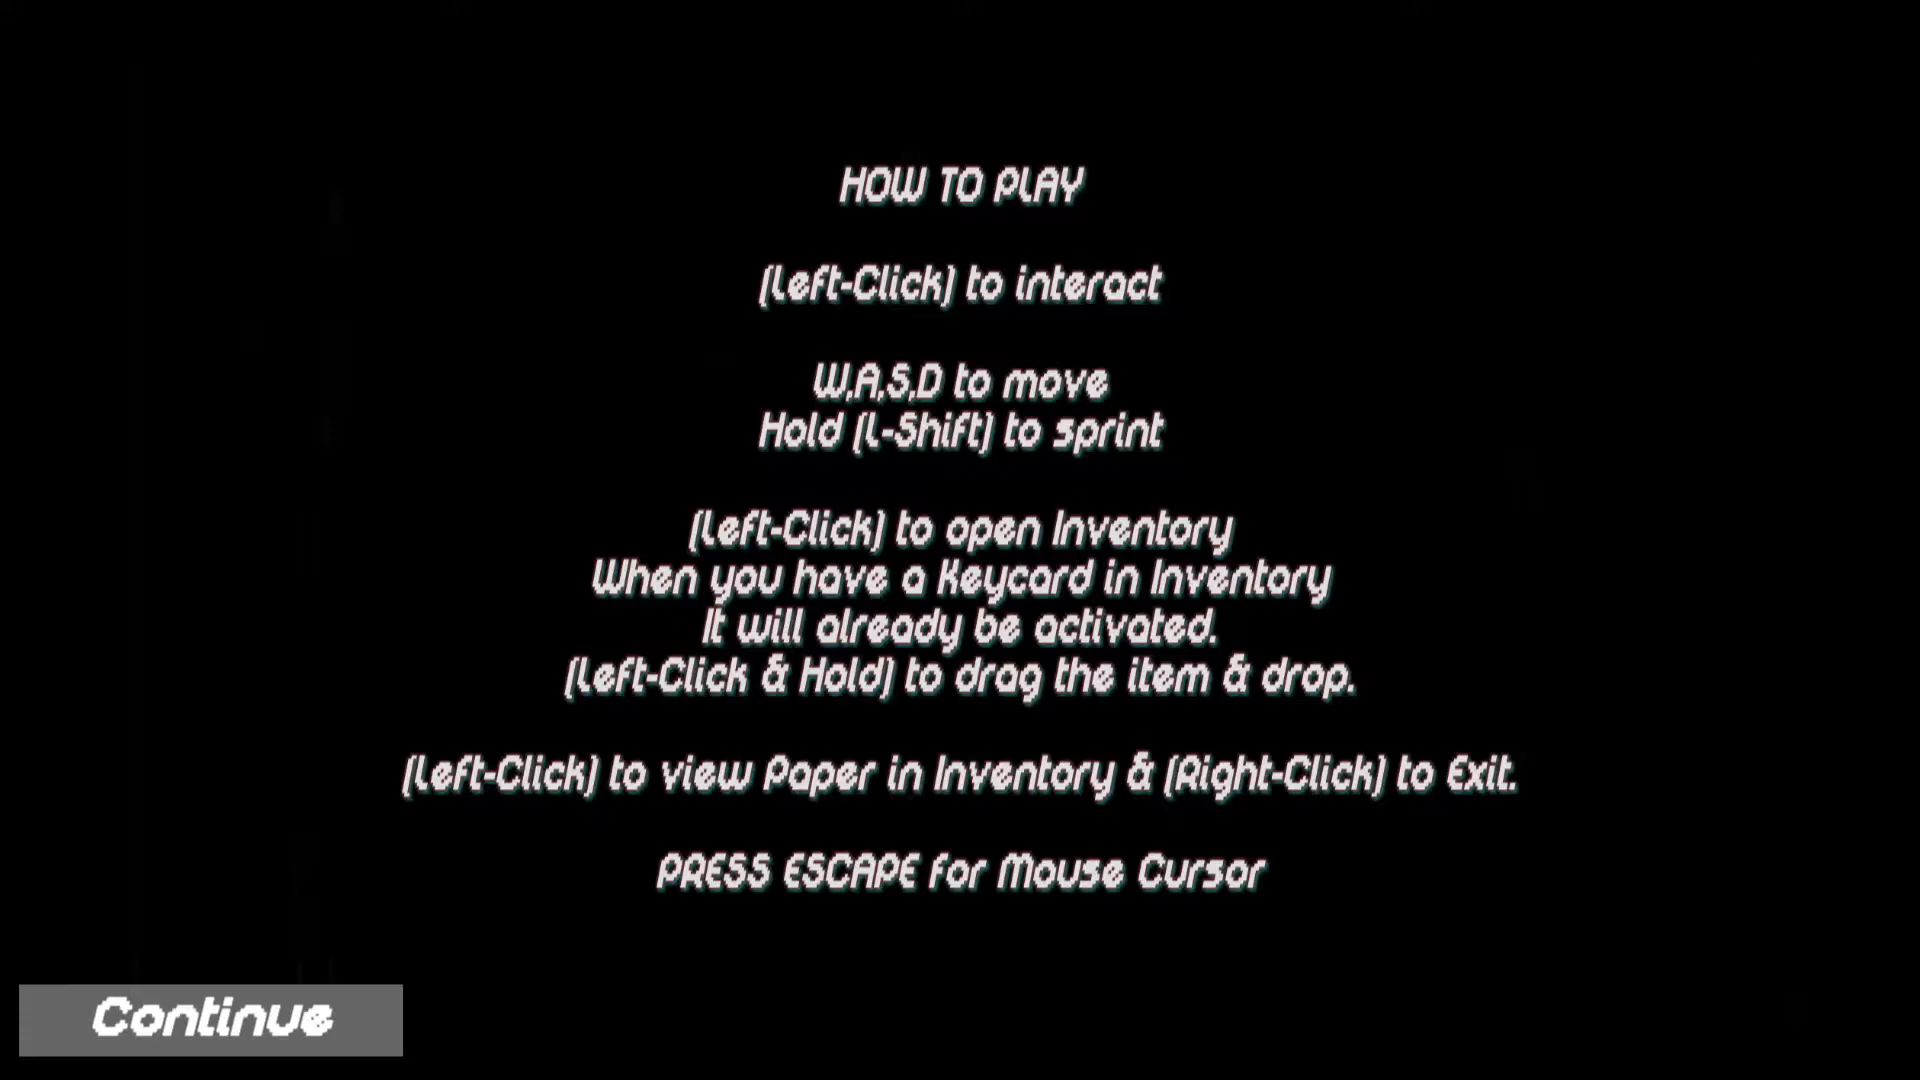 HOW TO PLAY
(Left-Click) to interact
W,A,S,D to move
Hold (L-Shift) to sprint
(Left-Click) to open Inventory
When you have a Keycard in Inventory
It will already be activated.
(Left-Click & Hold) to drag the item & drop.
(Left-Click) to view Paper in Inventory & (Right-Click) to Exit.
PRESS ESCAPE for Mouse Cursor
Continue